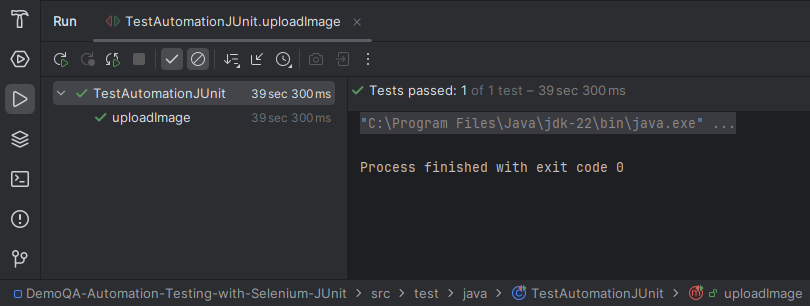 Run TestAutomationJUnit.uploadImage
TestAutomationJUnit 39 sec 300 ms
uploadImage 39 sec 300 ms
Tests passed: 1 of 1 test – 39 sec 300 ms
"C:\Program Files\Java\jdk-22\bin\java.exe" ...
Process finished with exit code 0
DemoQA-Automation-Testing-with-Selenium-JUnit > src > test > java > TestAutomationJUnit > uploadImage